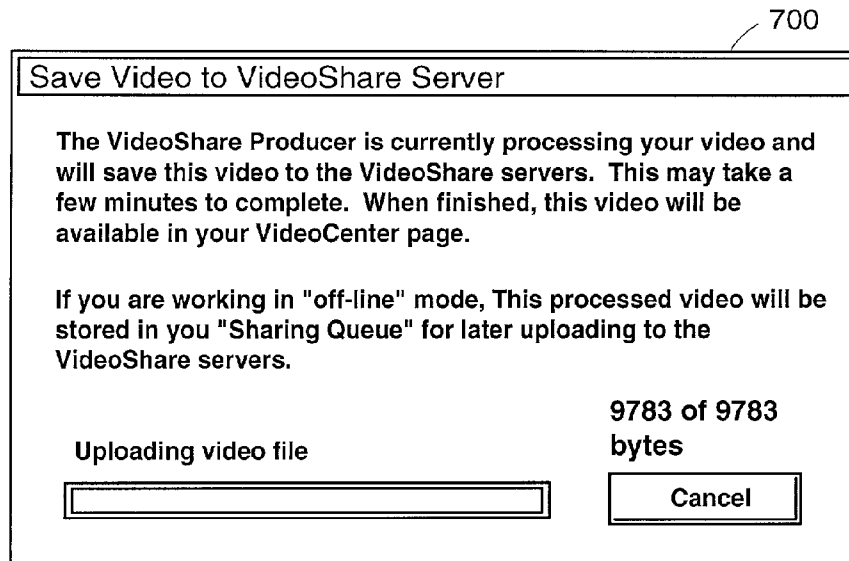 700
Save Video to VideoShare Server
The VideoShare Producer is currently processing your video and
will save this video to the VideoShare servers. This may take a
few minutes to complete. When finished, this video will be
available in your VideoCenter page.
If you are working in "off-line" mode, This processed video will be
stored in you "Sharing Queue" for later uploading to the
VideoShare servers.
9783 of 9783
bytes
Uploading video file
Cancel